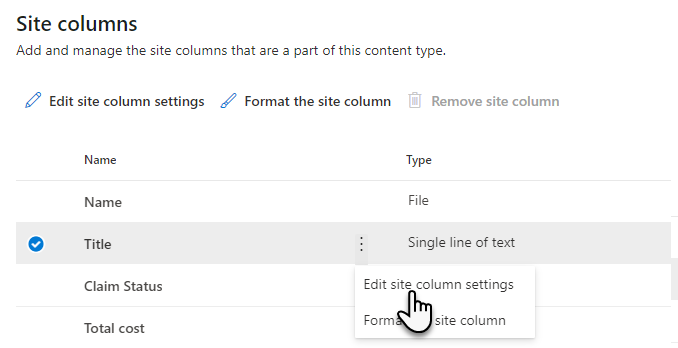 Site columns
Add and manage the site columns that are a part of this content type.
Edit site column settings Format the site column Remove site column
Name Type
Name File
Title Single line of text
Claim Status
Edit site column settings
Total cost
site column